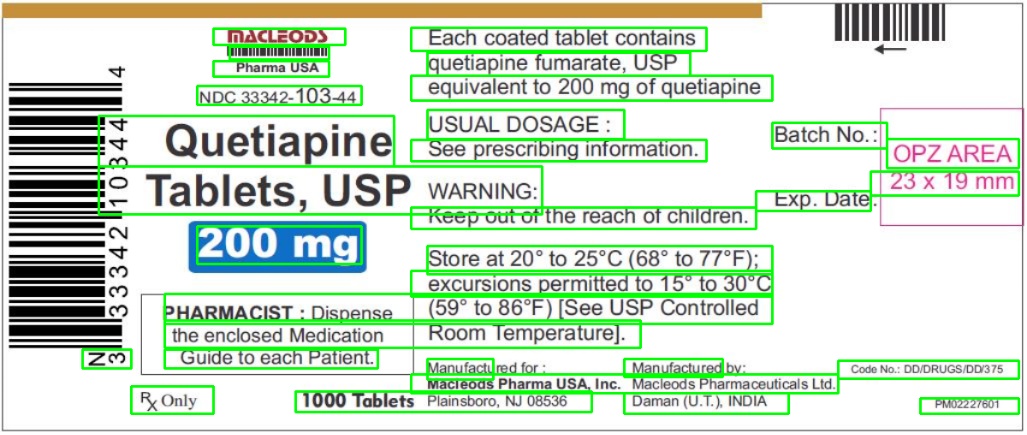 MACLEODS
Pharma USA
NDC 33342-103-44
Quetiapine
Tablets, USP
200 mg
PHARMACIST : Dispense
the enclosed Medication
Guide to each Patient.
Rx Only
1000 Tablets
N
3
33342 10344
4
Each coated tablet contains
quetiapine fumarate, USP
equivalent to 200 mg of quetiapine
USUAL DOSAGE :
See prescribing information.
WARNING:
Keep out of the reach of children.
Store at 20° to 25°C (68° to 77°F);
excursions permitted to 15° to 30°C
(59° to 86°F) [See USP Controlled
Room Temperature].
Manufactured for :
Macleods Pharma USA, Inc.
Plainsboro, NJ 08536
Manufactured by:
Macleods Pharmaceuticals Ltd.
Daman (U.T.), INDIA
Batch No.:
Exp. Date:
OPZ AREA
23 x 19 mm
Code No.: DD/DRUGS/DD/375
PM02227601